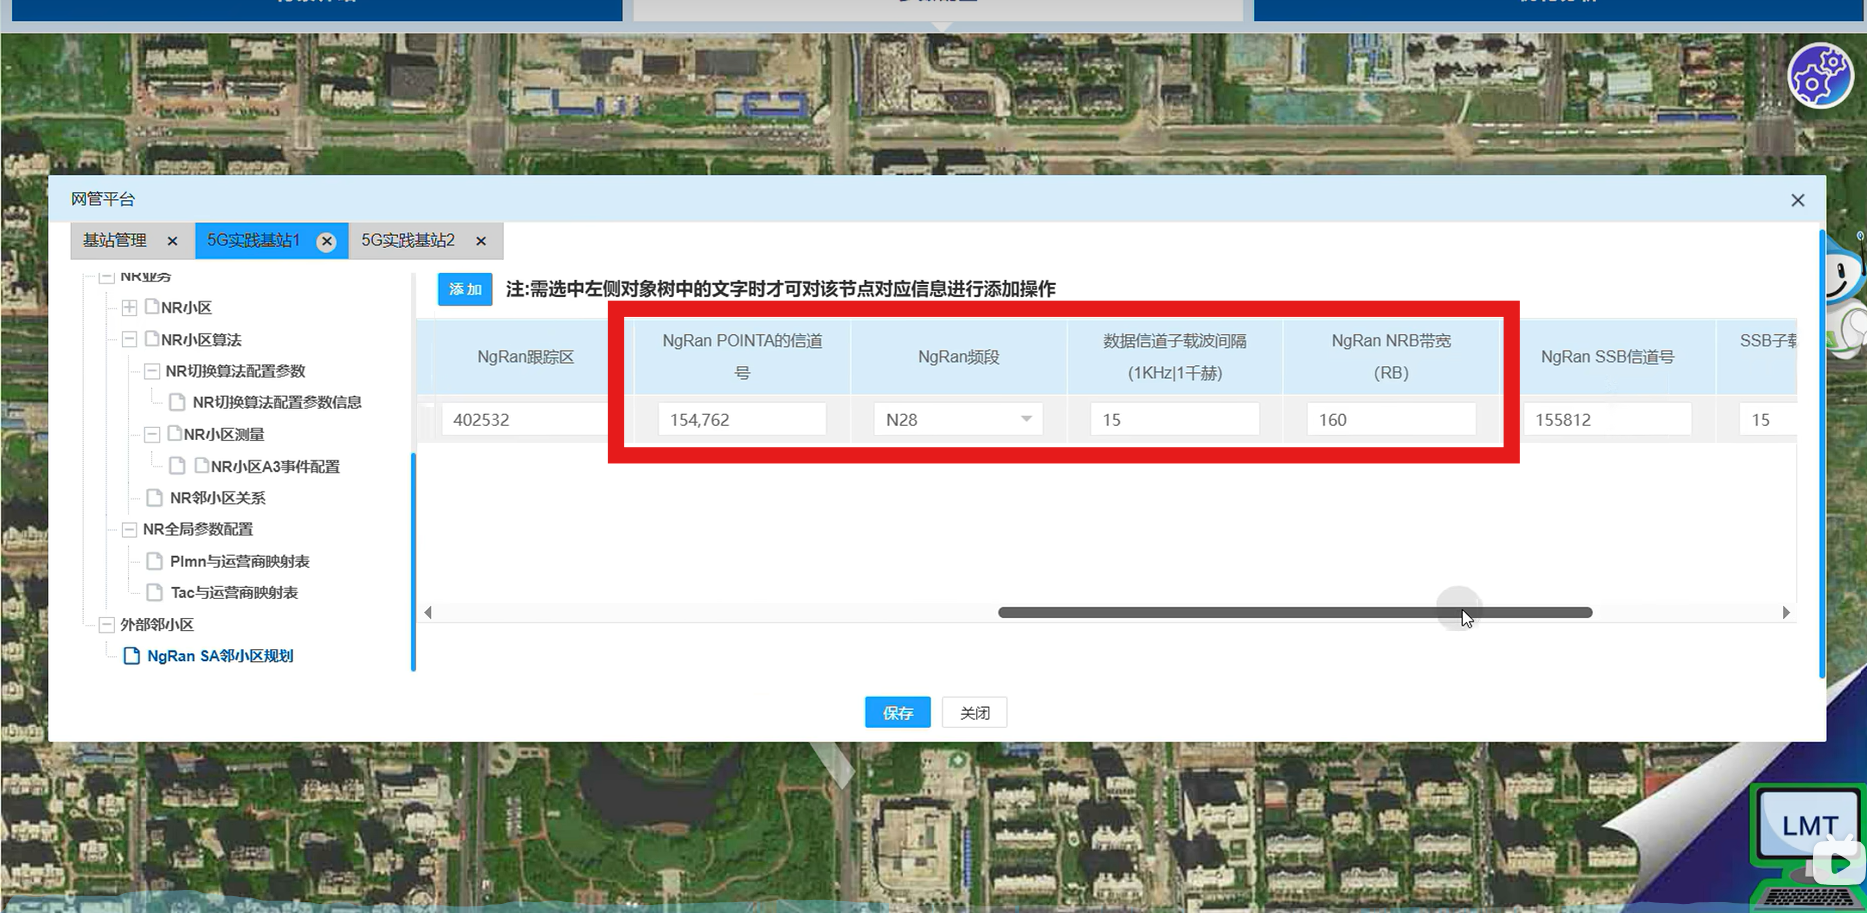 网管平台
基站管理 5G实践基站1 5G实践基站2
NR业务
NR小区
NR小区算法
NR切换算法配置参数
NR切换算法配置参数信息
NR小区测量
NR小区A3事件配置
NR邻小区关系
NR全局参数配置
Plmn与运营商映射表
Tac与运营商映射表
外部邻小区
NgRan SA邻小区规划
添加 注:需选中左侧对象树中的文字时才可对该节点对应信息进行添加操作
NgRan跟踪区 NgRan POINTA的信道号 NgRan频段 数据信道子载波间隔(1KHz|1千赫) NgRan NRB带宽(RB) NgRan SSB信道号 SSB子载
402532 154,762 N28 15 160 155812 15
保存 关闭
LMT